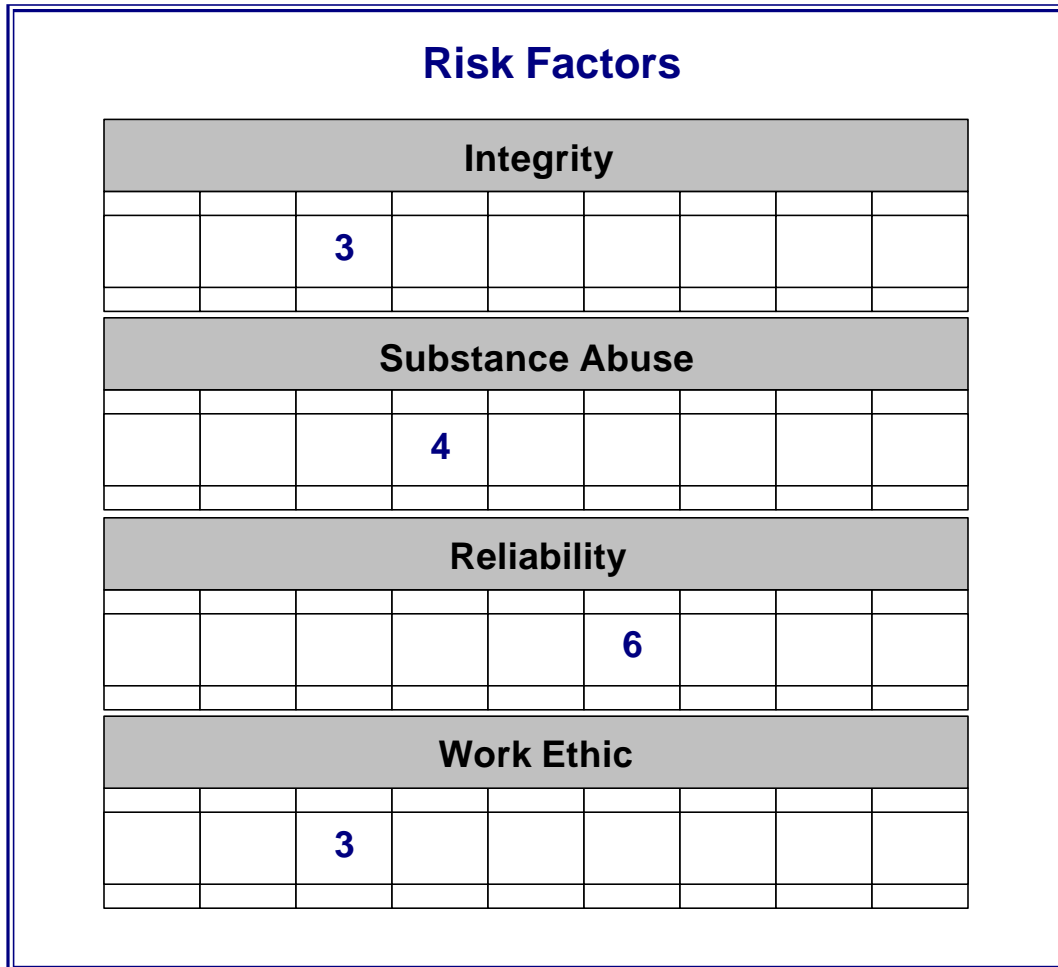 Risk Factors
Integrity
3
Substance Abuse
4
Reliability
6
Work Ethic
3